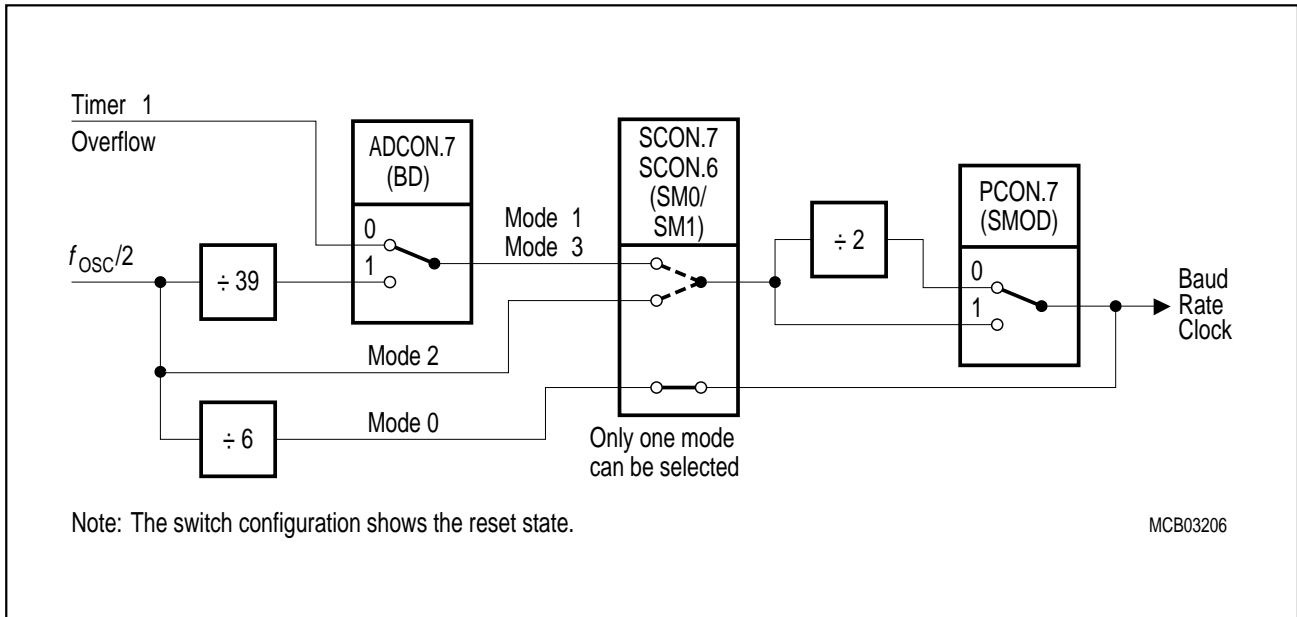 Timer 1
Overflow
f OSC/2
÷ 39
ADCON.7
(BD)
0
1
Mode 1
Mode 3
Mode 2
÷ 6
Mode 0
SCON.7
SCON.6
(SM0/
SM1)
Only one mode
can be selected
÷ 2
PCON.7
(SMOD)
0
1
Baud
Rate
Clock
Note: The switch configuration shows the reset state.
MCB03206